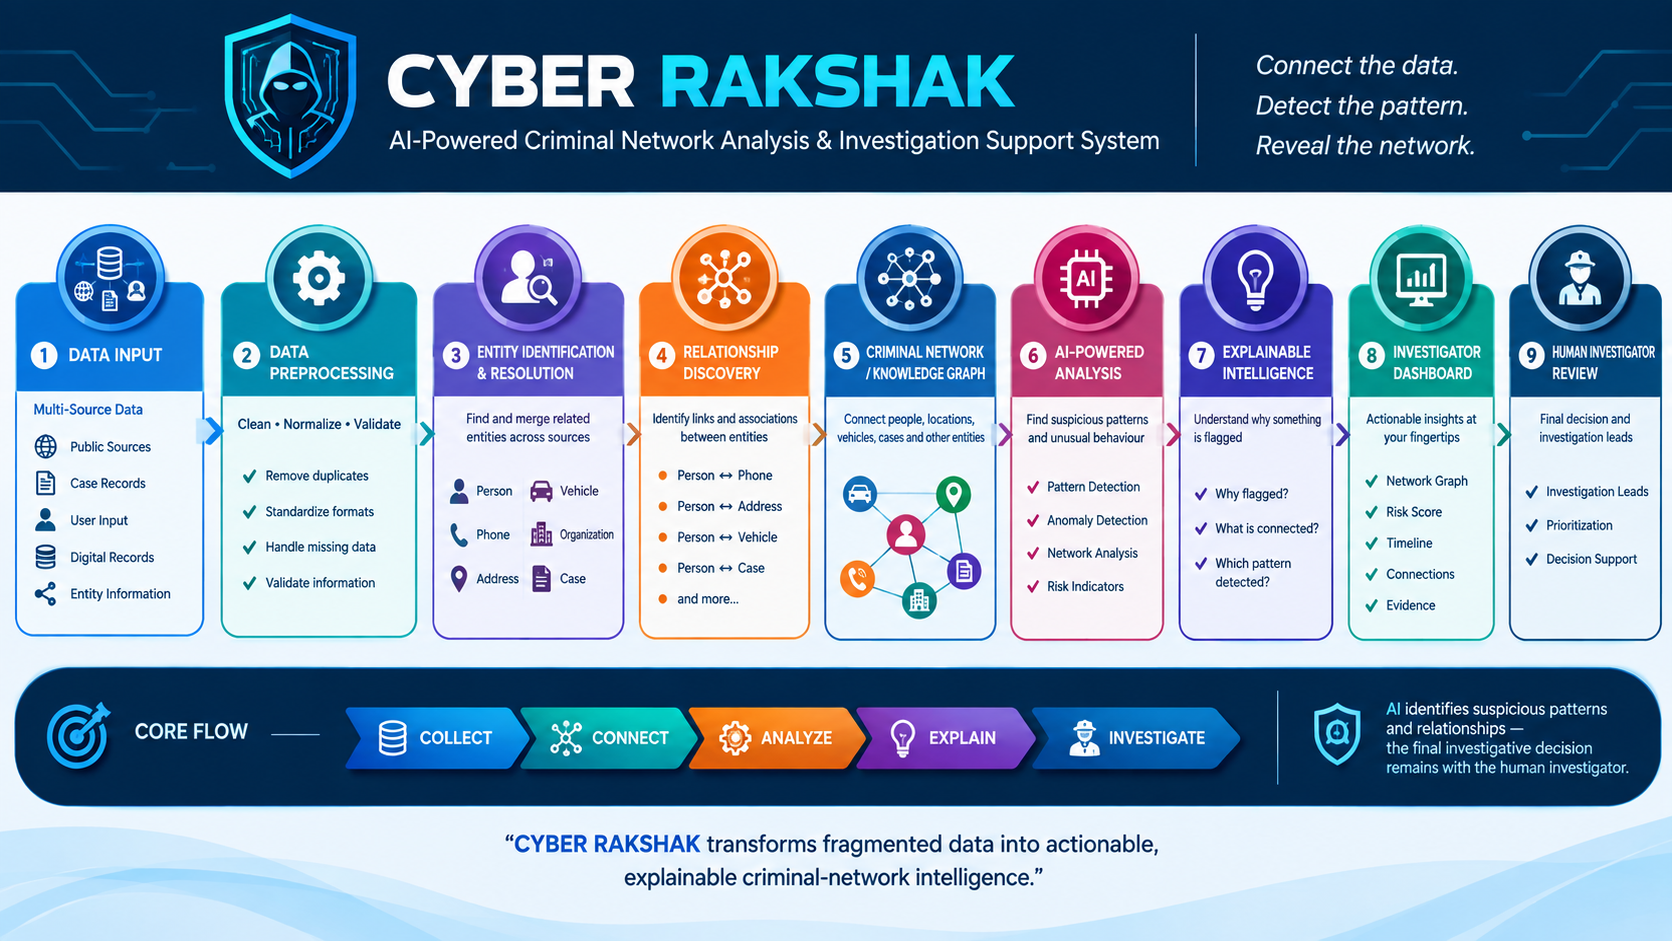 CYBER RAKSHAK
AI-Powered Criminal Network Analysis & Investigation Support System
Connect the data.
Detect the pattern.
Reveal the network.
1 DATA INPUT
Multi-Source Data
Public Sources
Case Records
User Input
Digital Records
Entity Information
2 DATA
PREPROCESSING
Clean • Normalize • Validate
Remove duplicates
Standardize formats
Handle missing data
Validate information
3 ENTITY IDENTIFICATION
& RESOLUTION
Find and merge related
entities across sources
Person Vehicle
Phone Organization
Address Case
4 RELATIONSHIP
DISCOVERY
Identify links and associations
between entities
Person ↔ Phone
Person ↔ Address
Person ↔ Vehicle
Person ↔ Case
and more...
5 CRIMINAL NETWORK
/ KNOWLEDGE GRAPH
Connect people, locations,
vehicles, cases and other entities
AI
6 AI-POWERED
ANALYSIS
Find suspicious patterns
and unusual behaviour
Pattern Detection
Anomaly Detection
Network Analysis
Risk Indicators
7 EXPLAINABLE
INTELLIGENCE
Understand why something
is flagged
Why flagged?
What is connected?
Which pattern
detected?
8 INVESTIGATOR
DASHBOARD
Actionable insights at
your fingertips
Network Graph
Risk Score
Timeline
Connections
Evidence
9 HUMAN INVESTIGATOR
REVIEW
Final decision and
investigation leads
Investigation Leads
Prioritization
Decision Support
CORE FLOW
COLLECT
CONNECT
ANALYZE
EXPLAIN
INVESTIGATE
AI identifies suspicious patterns
and relationships —
the final investigative decision
remains with the human investigator.
“CYBER RAKSHAK transforms fragmented data into actionable,
explainable criminal-network intelligence.”